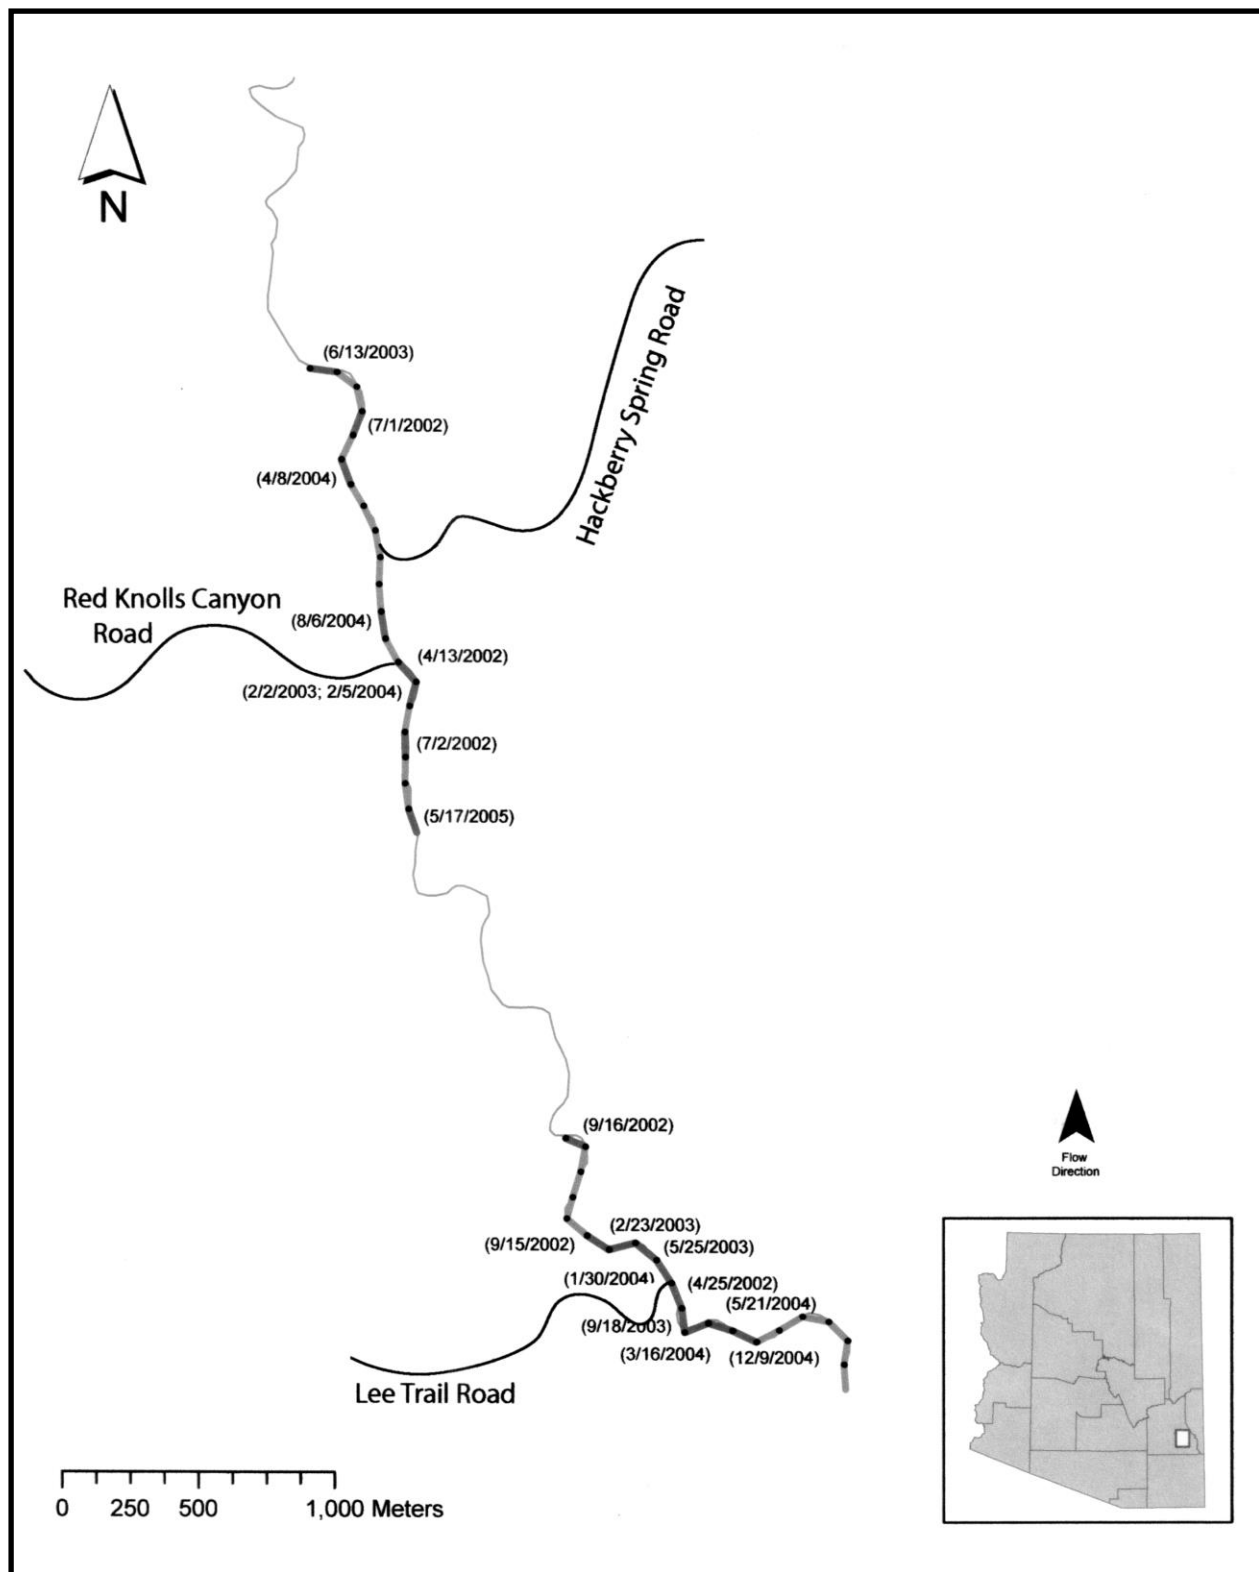 N
(6/13/2003)
(7/1/2002)
(4/8/2004)
Hackberry Spring Road
Red Knolls Canyon
Road
(8/6/2004)
(4/13/2002)
(2/2/2003; 2/5/2004)
(7/2/2002)
(5/17/2005)
(9/16/2002)
Flow
Direction
(2/23/2003)
(9/15/2002)
(5/25/2003)
(1/30/2004)
(4/25/2002)
(5/21/2004)
(9/18/2003)
(3/16/2004)
(12/9/2004)
Lee Trail Road
0 250 500 1,000 Meters